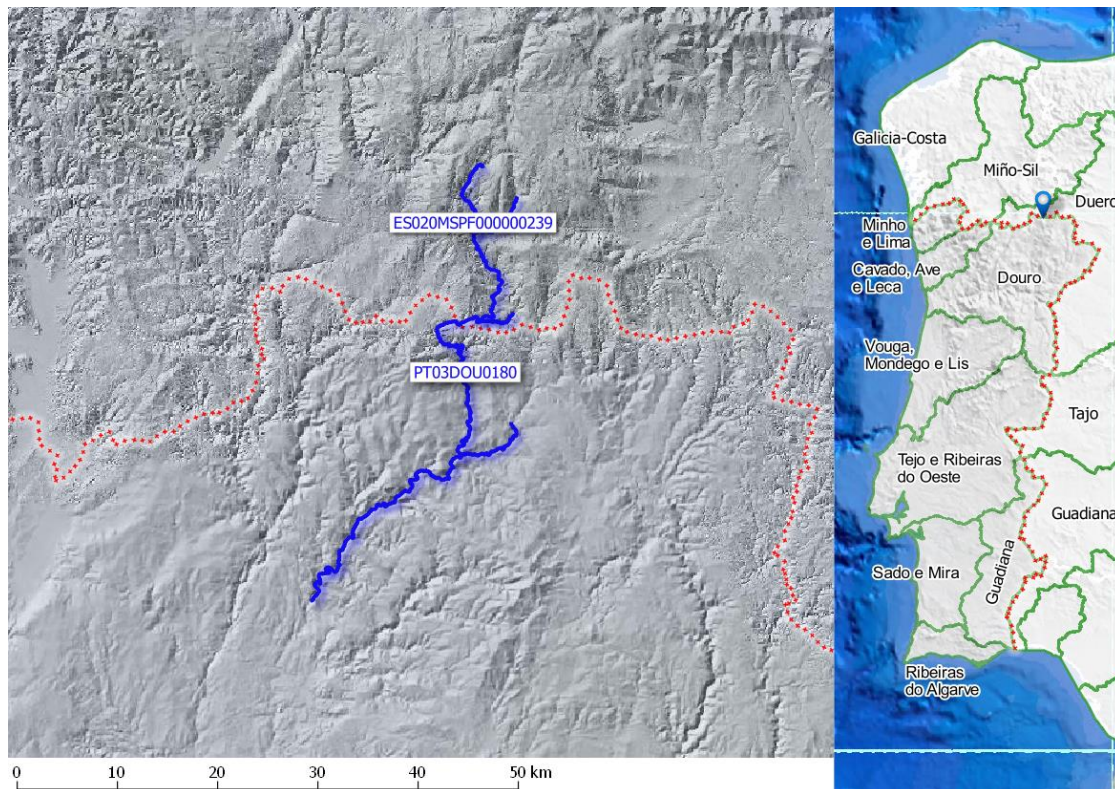 ES020MSPF000000239
PT03DOU0180
0 10 20 30 40 50 km
Galicia-Costa
Miño-Sil
Duero
Minho
e Lima
Cavado, Ave
e Leca
Douro
Vouga,
Mondego e Lis
Tajo
Tejo e Ribeiras
do Oeste
Guadiana
Guadiana
Sado e Mira
Ribeiras
do Algarve